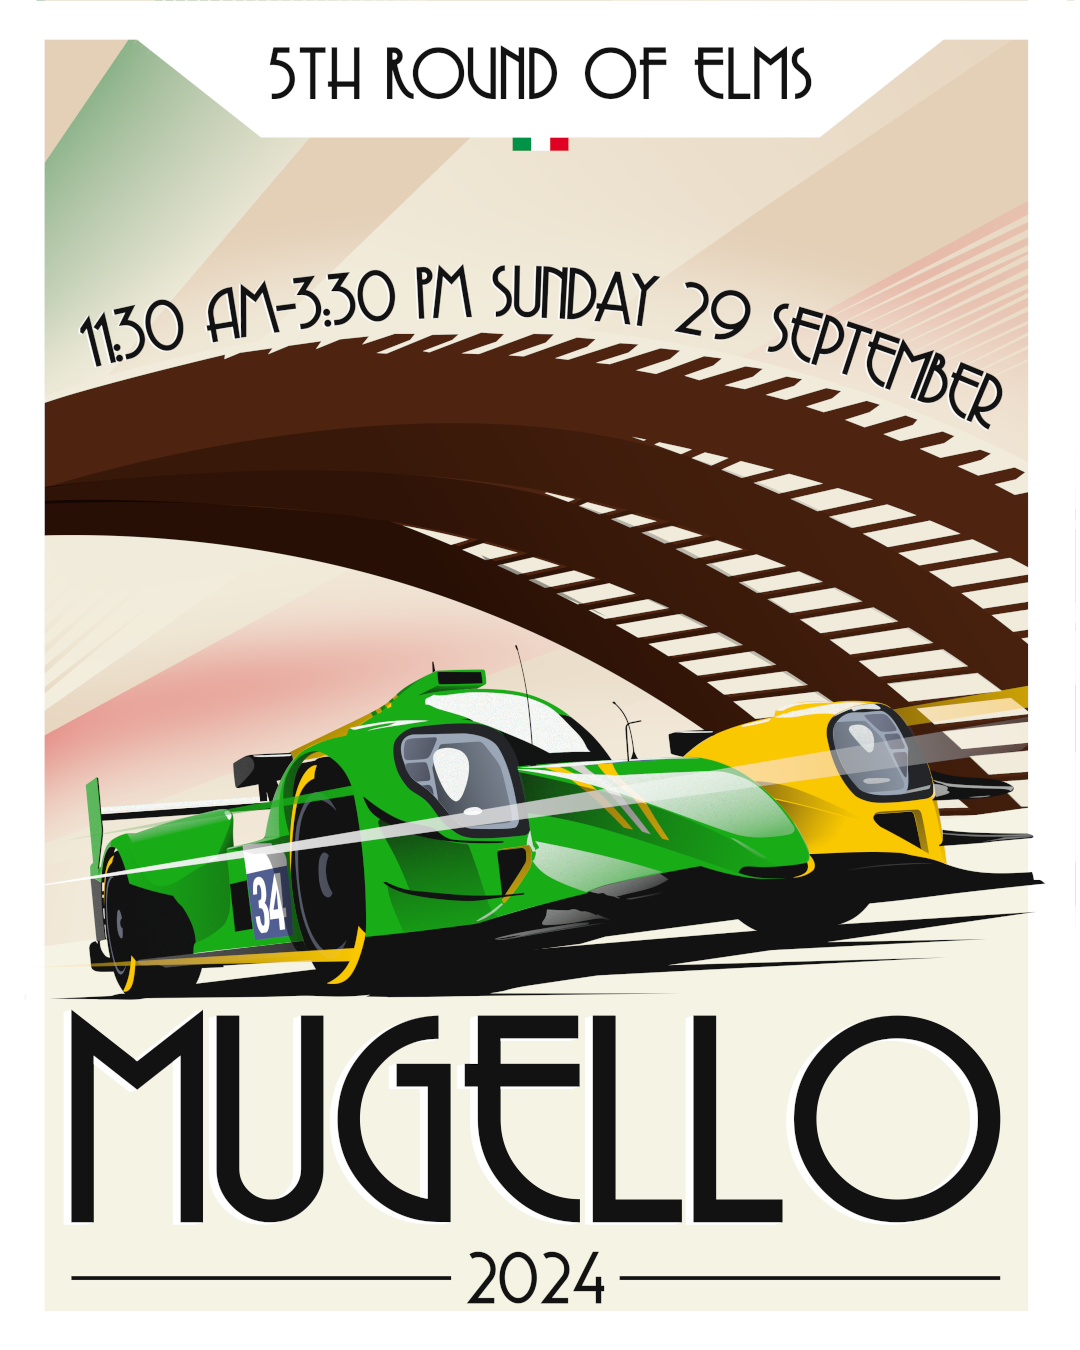 5TH ROUND OF ELMS
11:30 AM-3:30 PM SUNDAY 29 SEPTEMBER
34
MUGELLO
2024